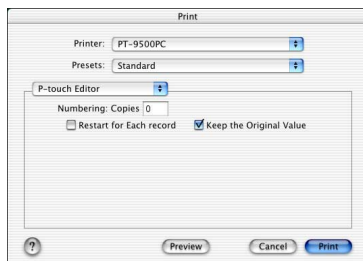 Print
Printer: PT-9500PC
Presets: Standard
P-touch Editor
Numbering: Copies 0
Restart for Each record Keep the Original Value
? Preview Cancel Print